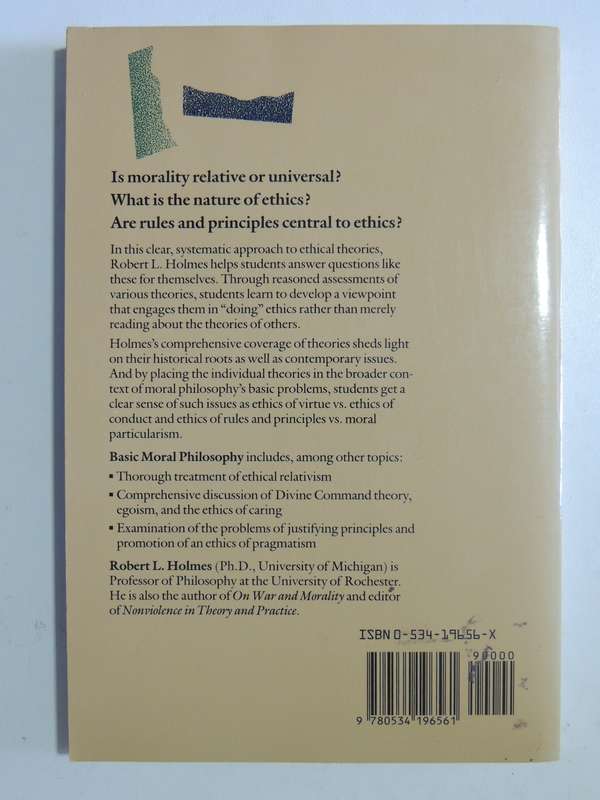 Is morality relative or universal?
What is the nature of ethics?
Are rules and principles central to ethics?
In this clear, systematic approach to ethical theories,
Robert L. Holmes helps students answer questions like
these for themselves. Through reasoned assessments of
various theories, students learn to develop a viewpoint
that engages them in “doing” ethics rather than merely
reading about the theories of others.
Holmes’s comprehensive coverage of theories sheds light
on their historical roots as well as contemporary issues.
And by placing the individual theories in the broader con-
text of moral philosophy’s basic problems, students get a
clear sense of such issues as ethics of virtue vs. ethics of
conduct and ethics of rules and principles vs. moral
particularism.
Basic Moral Philosophy includes, among other topics:
▪ Thorough treatment of ethical relativism
▪ Comprehensive discussion of Divine Command theory,
egoism, and the ethics of caring
▪ Examination of the problems of justifying principles and
promotion of an ethics of pragmatism
Robert L. Holmes (Ph.D., University of Michigan) is
Professor of Philosophy at the University of Rochester.
He is also the author of On War and Morality and editor
of Nonviolence in Theory and Practice.
ISBN 0-534-19656-X
90000
9 780534 196561